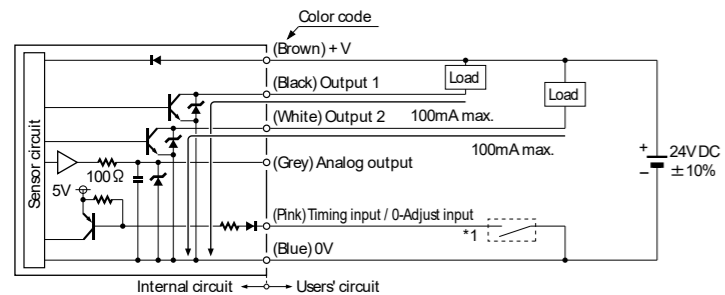 Color code
(Brown) + V
(Black) Output 1
Load
Load
(White) Output 2
100mA max.
100mA max.
Sensor circuit
(Grey) Analog output
100Ω
5V
+
−
24V DC
±10%
(Pink) Timing input / 0-Adjust input
*1
(Blue) 0V
Internal circuit
Users' circuit